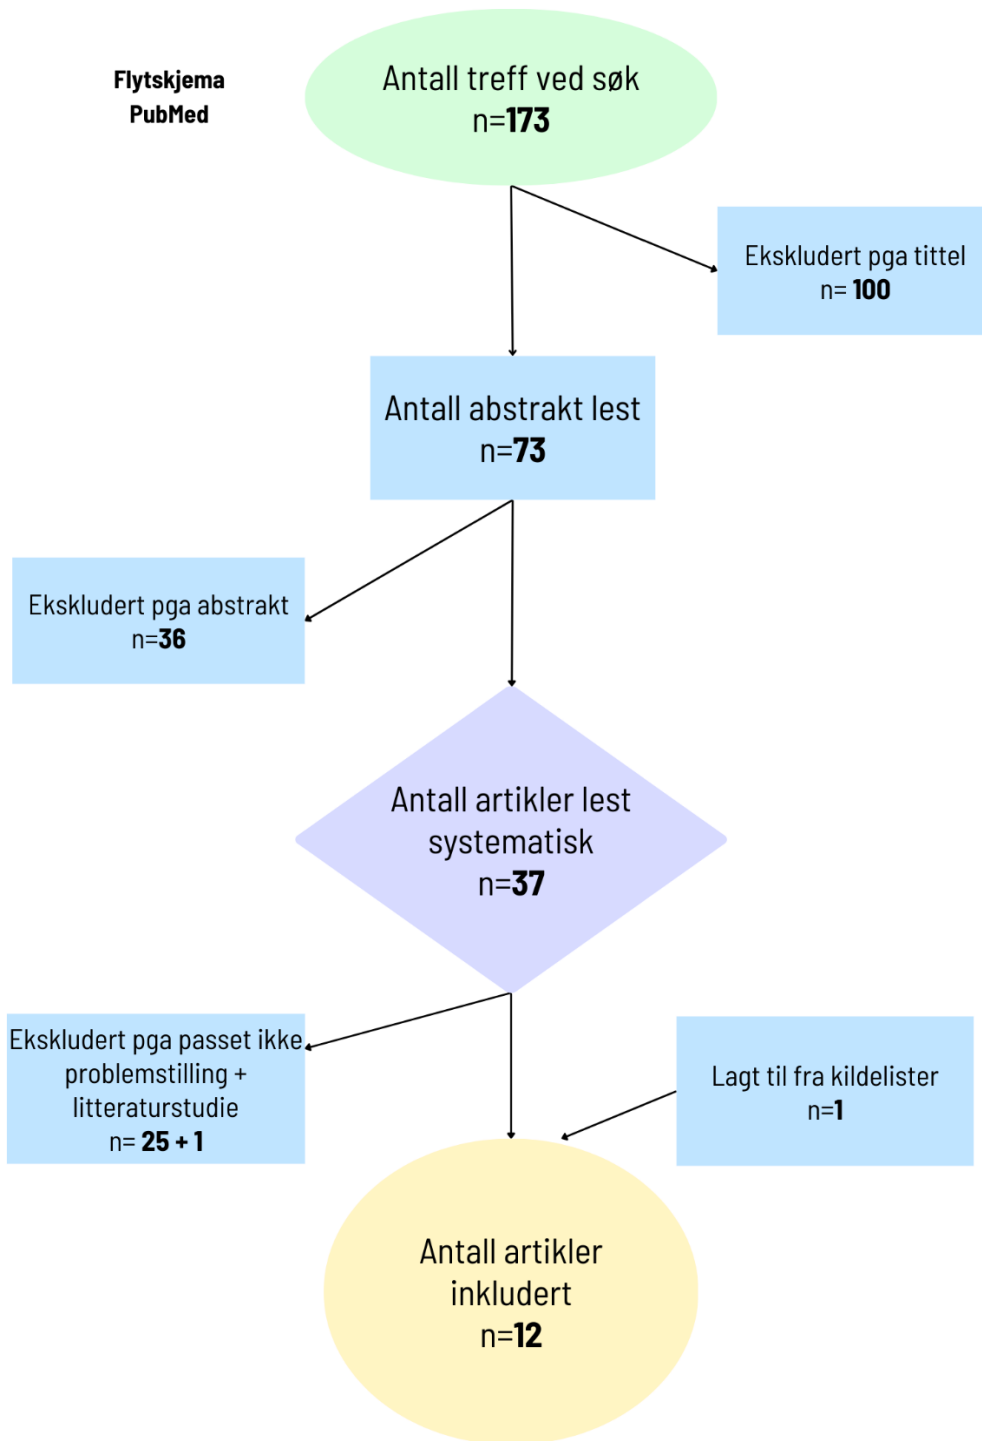 Flytskjema
PubMed
Antall treff ved søk
n=173
Ekskludert pga tittel
n= 100
Antall abstrakt lest
n=73
Ekskludert pga abstrakt
n=36
Antall artikler lest
systematisk
n=37
Ekskludert pga passet ikke
problemstilling +
litteraturstudie
n= 25 + 1
Lagt til fra kildelister
n=1
Antall artikler
inkludert
n=12